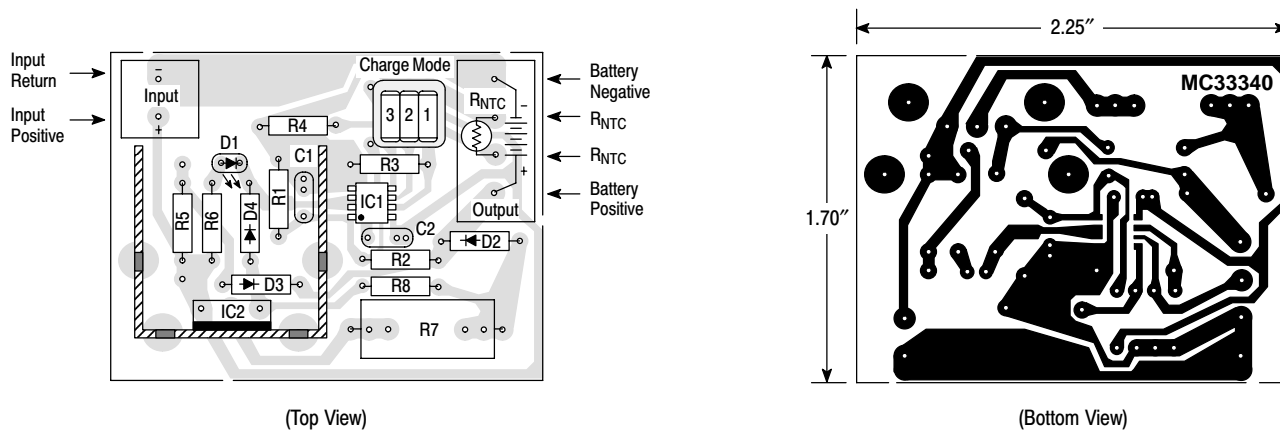 Input
Return
Input
Positive
−
Input
+
D1
R4
Charge Mode
3 2 1
R3
C1
R1
R5
R6
D4
IC1
C2
D2
R2
D3
R8
IC2
R7
RNTC
−
+
Output
Battery
Negative
RNTC
RNTC
Battery
Positive
(Top View)
2.25″
1.70″
MC33340
(Bottom View)